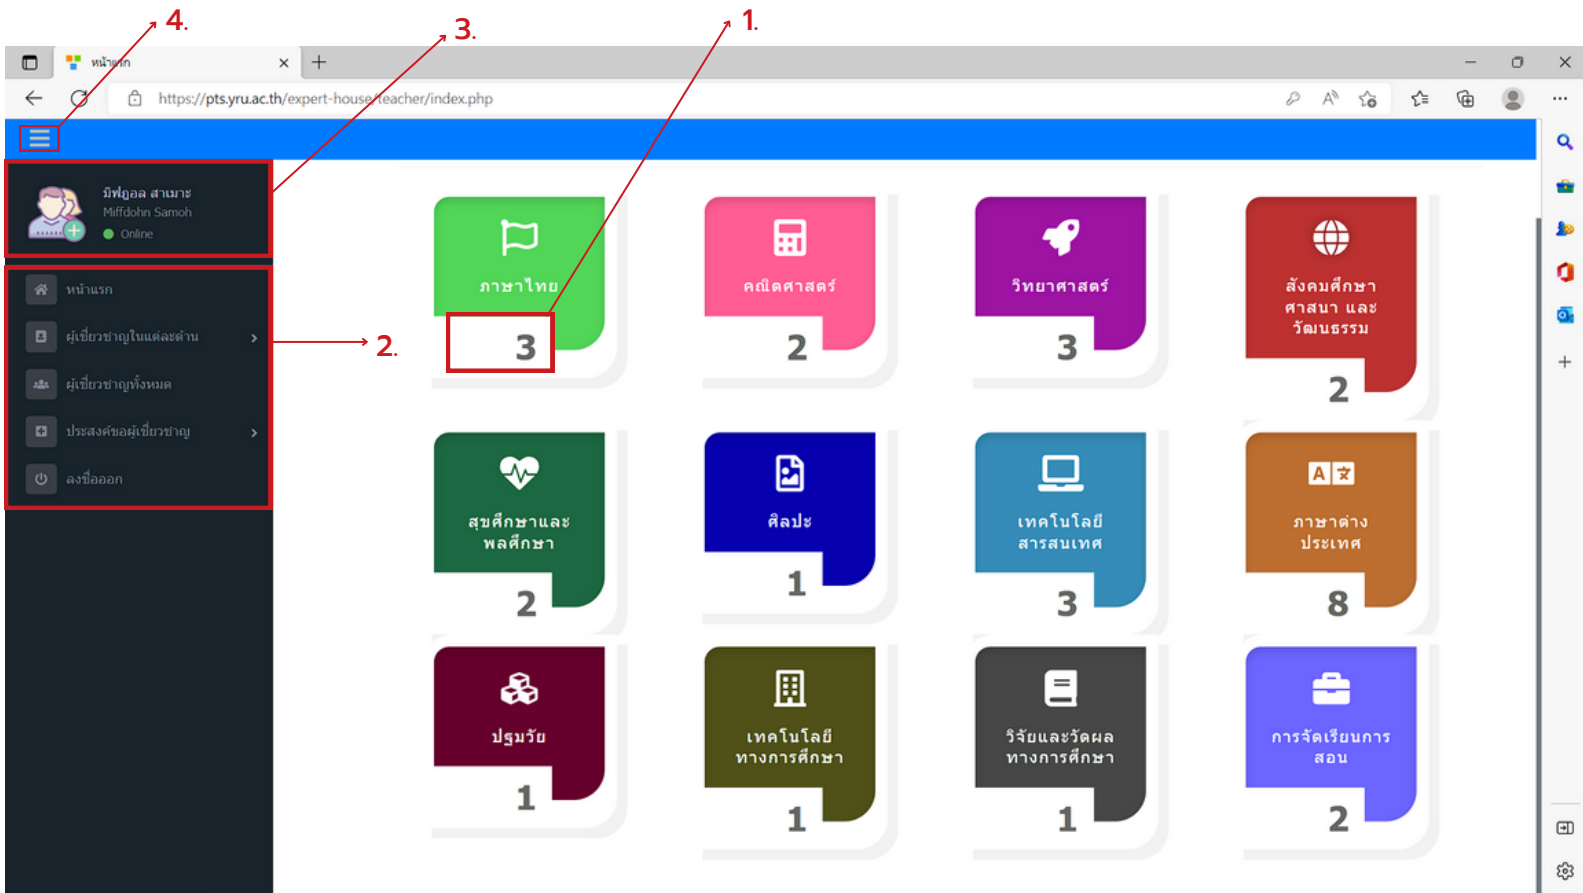 4.
3.
1.
หน้าแรก
https://pts.yru.ac.th/expert-house/teacher/index.php
มิฟฎอล สาเมาะ
Miffdohn Samoh
Online
หน้าแรก
ผู้เชี่ยวชาญในแต่ละด้าน
2.
ผู้เชี่ยวชาญทั้งหมด
ประสงค์ขอผู้เชี่ยวชาญ
ลงชื่อออก
ภาษาไทย
3
คณิตศาสตร์
2
วิทยาศาสตร์
3
สังคมศึกษา
ศาสนา และ
วัฒนธรรม
2
สุขศึกษาและ
พลศึกษา
2
ศิลปะ
1
เทคโนโลยี
สารสนเทศ
3
ภาษาต่าง
ประเทศ
8
ปฐมวัย
1
เทคโนโลยี
ทางการศึกษา
1
วิจัยและวัดผล
ทางการศึกษา
1
การจัดเรียนการ
สอน
2